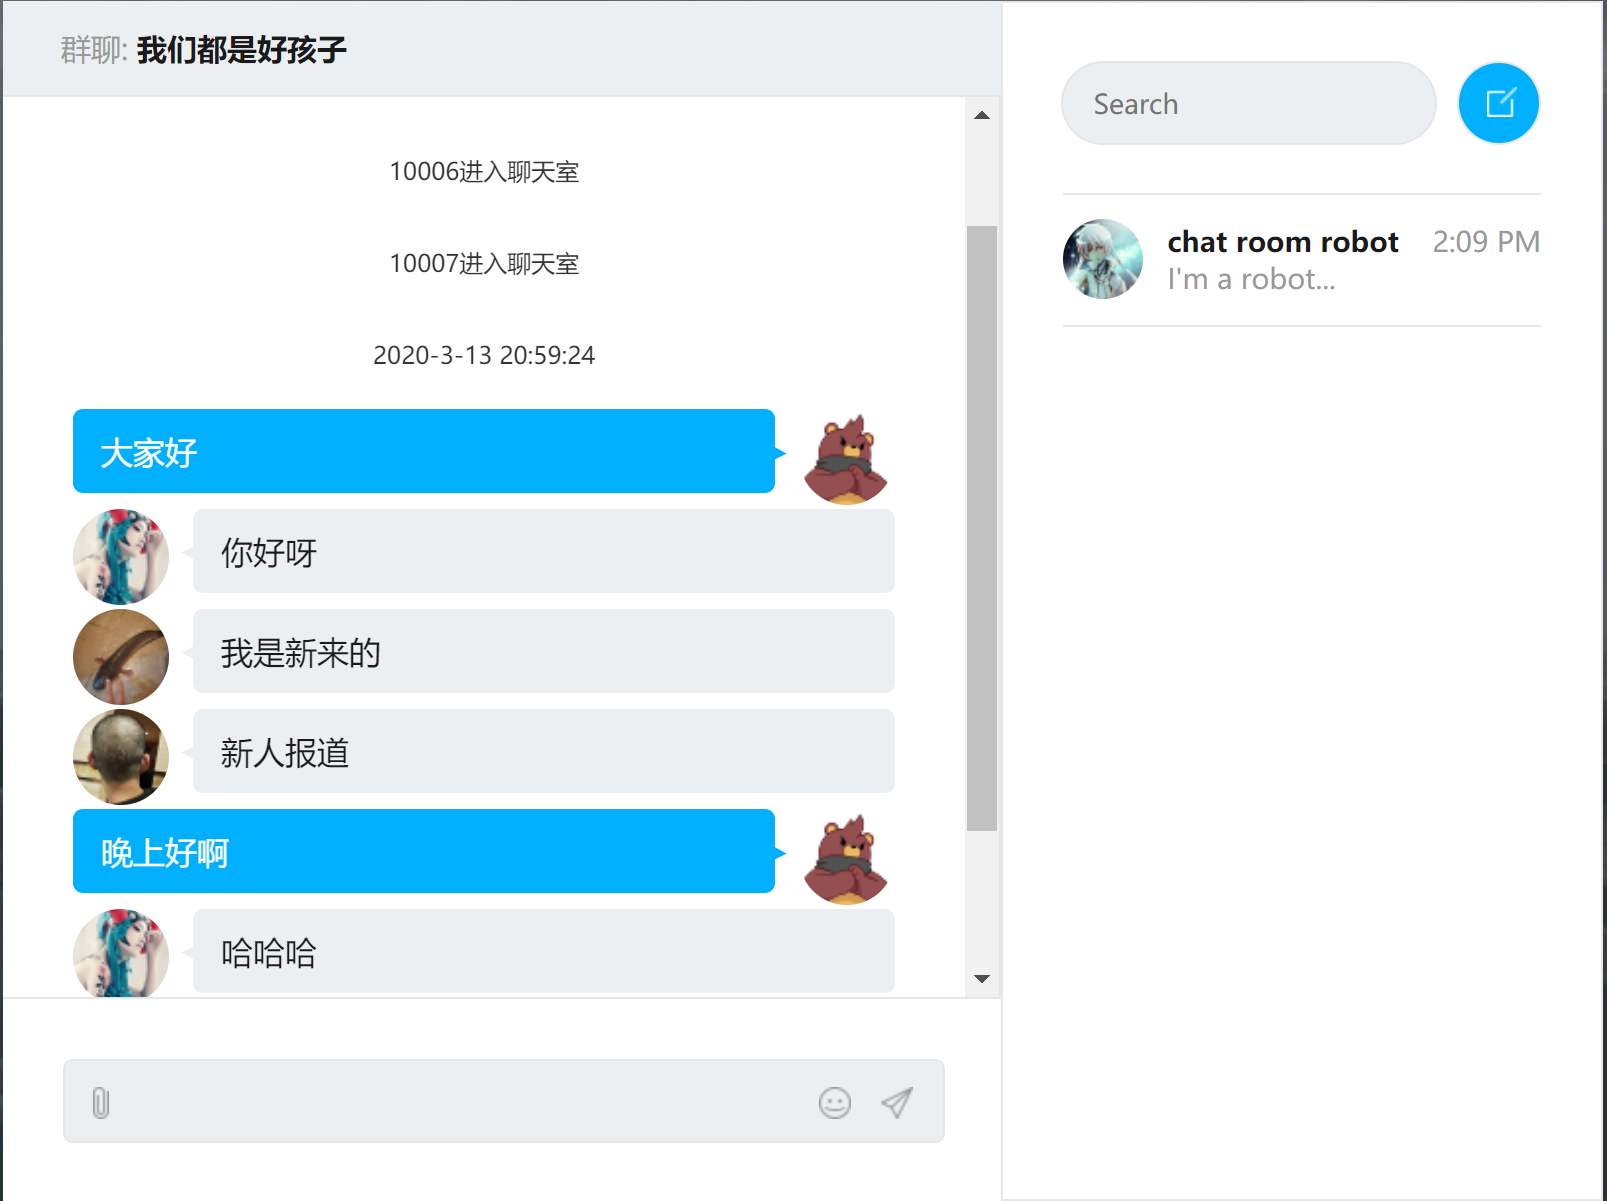 群聊: 我们都是好孩子
10006进入聊天室
10007进入聊天室
2020-3-13 20:59:24
大家好
你好呀
我是新来的
新人报道
晚上好啊
哈哈哈
Search
chat room robot 2:09 PM
I'm a robot...